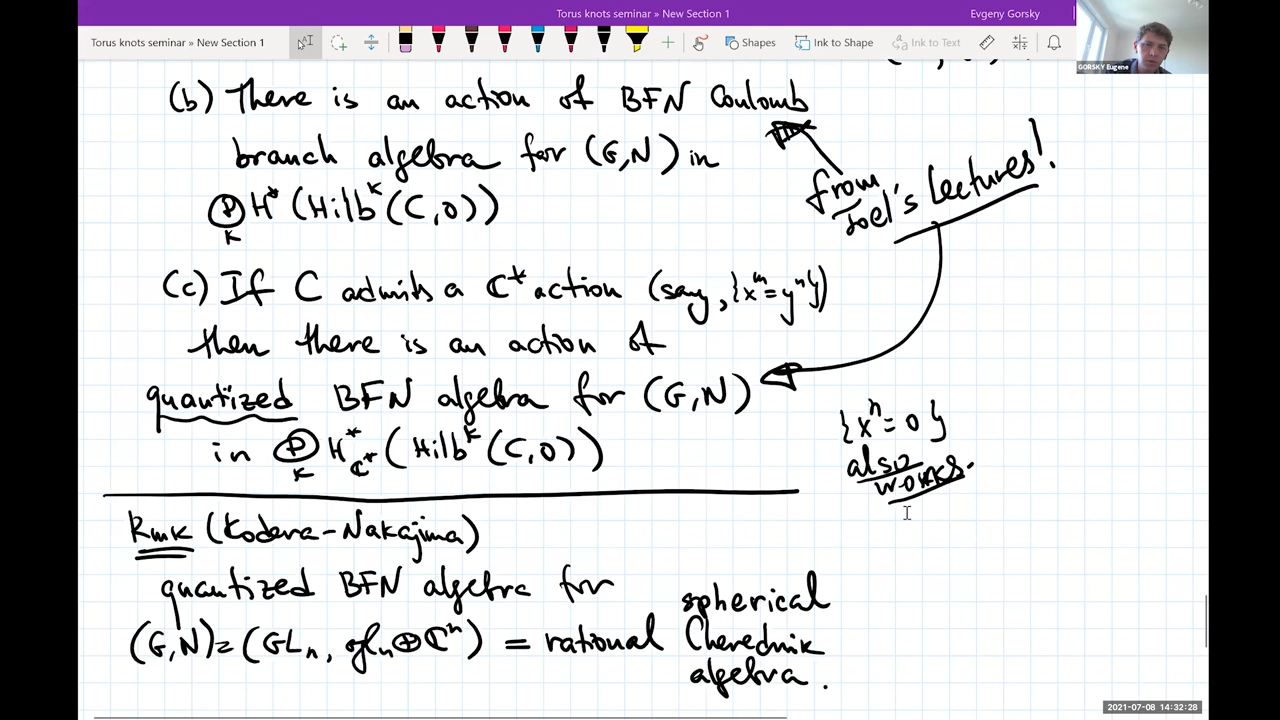 Torus knots seminar » New Section 1
Evgeny Gorsky
Torus knots seminar » New Section 1
Shapes
Ink to Shape
Ink to Text
GORSKY Eugene
(b) There is an action of BFN Coulomb
branch algebra for (G,N) in
⊕ H*(Hilb^k(C,0))
k
from
Joel's Lectures!
(c) If C admits a ℂ* action (say, {x^m = y^n})
then there is an action of
quantized BFN algebra for (G,N)
in ⊕ H*_ℂ*(Hilb^k(C,0))
k
{x^n = 0}
also
works.
Rmk (Kodera-Nakajima)
quantized BFN algebra for
(G,N) = (GL_n, gl_n ⊕ ℂ^n) = rational spherical Cherednik algebra.
2021-07-08 14:32:28